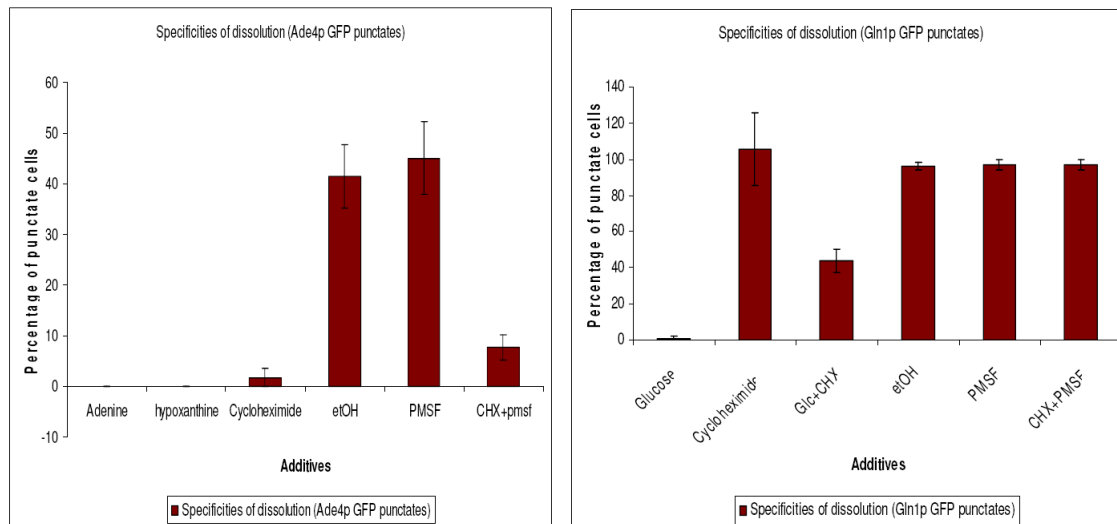 Specificities of dissolution (Ade4p GFP punctates)
Percentage of punctate cells
60
50
40
30
20
10
0
-10
Adenine hypoxanthine Cycloheximide etOH PMSF CHX+pmsf
Additives
Specificities of dissolution (Ade4p GFP punctates)
Specificities of dissolution (Gln1p GFP punctates)
Percentage of punctate cells
140
120
100
80
60
40
20
0
Glucose Cycloheximide Glc+CHX etOH PMSF CHX+PMSF
Additives
Specificities of dissolution (Gln1p GFP punctates)